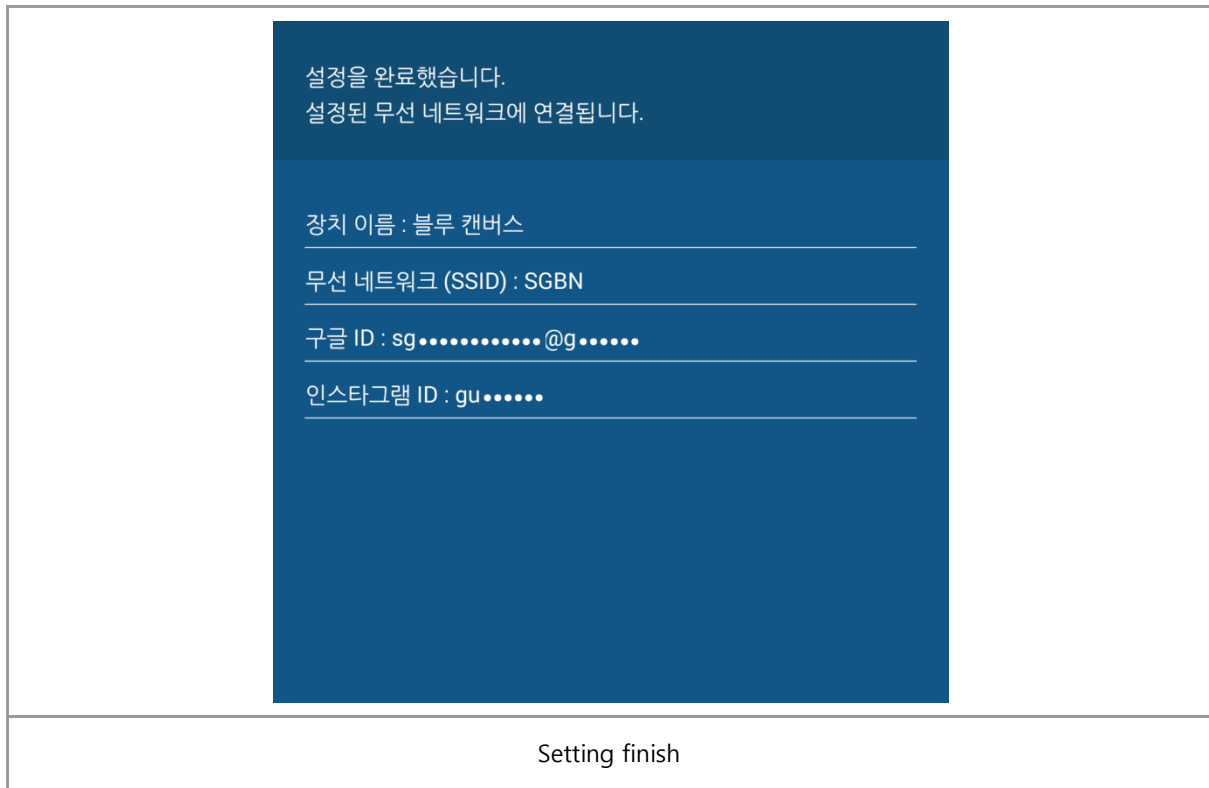 설정을 완료했습니다.
설정된 무선 네트워크에 연결됩니다.
장치 이름 : 블루 캔버스
무선 네트워크 (SSID) : SGBN
구글 ID : sg••••••••••••@g••••••
인스타그램 ID : gu••••••
Setting finish